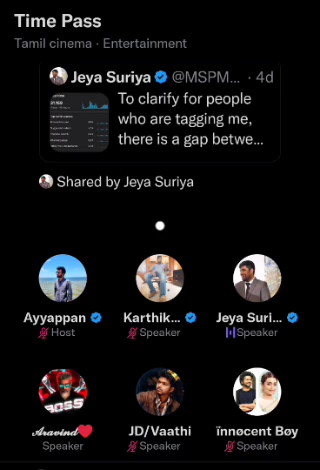 Time Pass
Tamil cinema · Entertainment
Jeya Suriya @MSPM... · 4d
To clarify for people
who are tagging me,
there is a gap betwe...
Shared by Jeya Suriya
Ayyappan Karthik... Jeya Suri...
Host Speaker Speaker
BOSS
𝓐𝓻𝓪𝓿𝓲𝓷𝓭❤️ JD/Vaathi ïnnøcent Bøy
Speaker Speaker Speaker